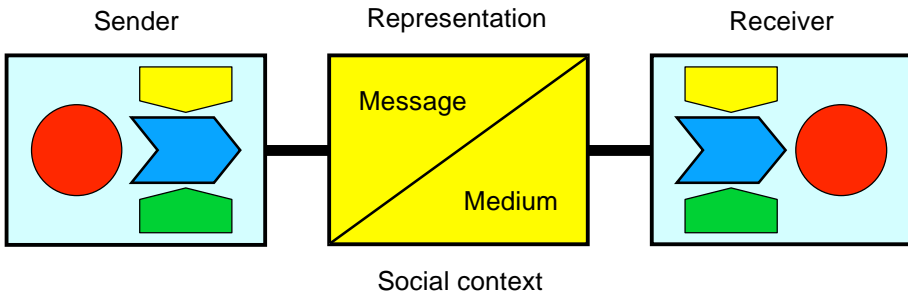 Sender
Representation
Receiver
Message
Medium
Social context